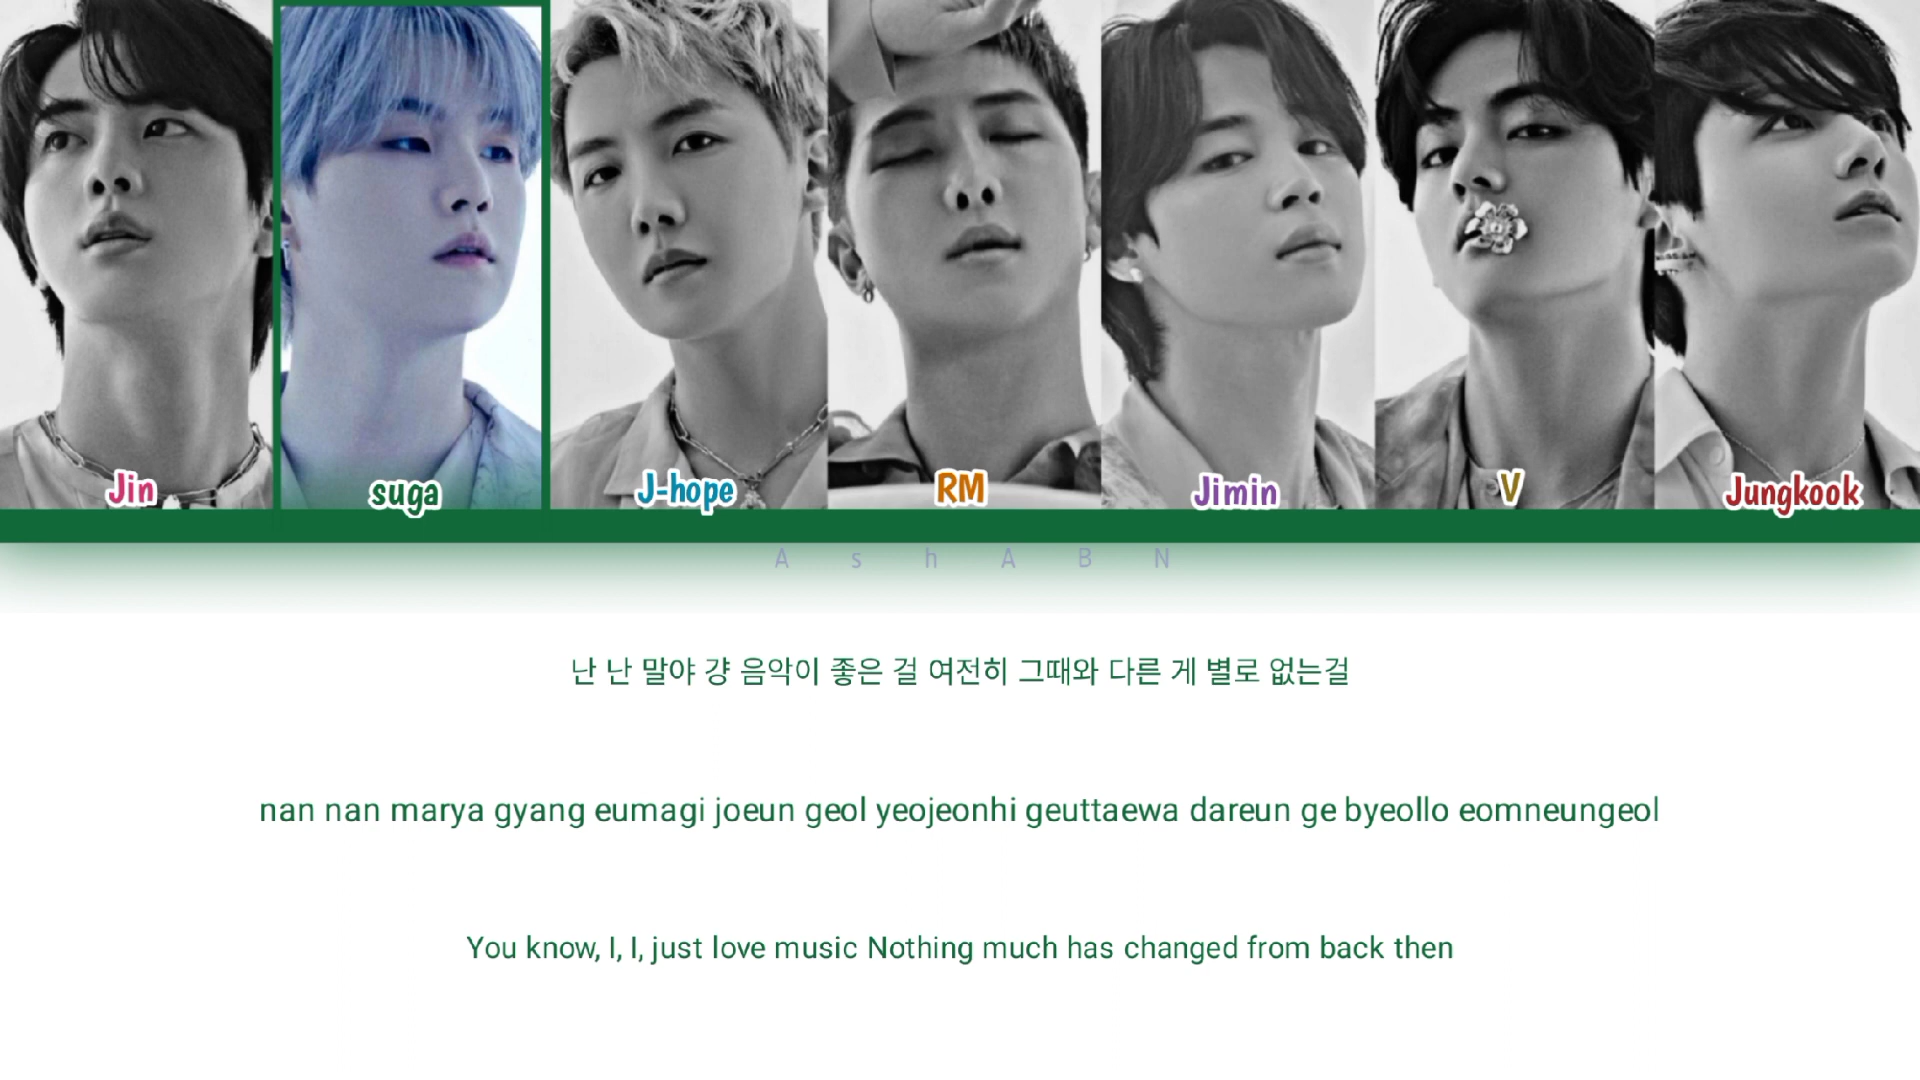 Jin suga J-hope RM Jimin V Jungkook
A s h A B N
난 난 말야 걍 음악이 좋은 걸 여전히 그때와 다른 게 별로 없는걸
nan nan marya gyang eumagi joeun geol yeojeonhi geuttaewa dareun ge byeollo eomneungeol
You know, I, I, just love music Nothing much has changed from back then